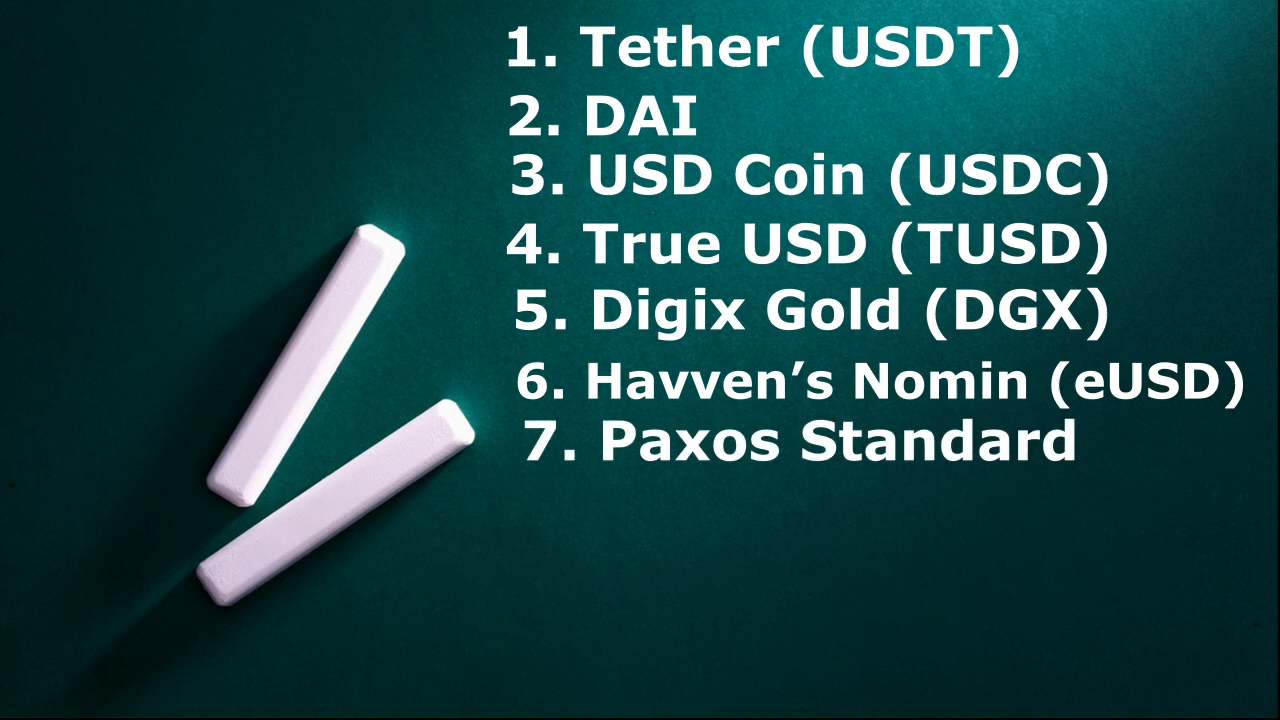 1. Tether (USDT)
2. DAI
3. USD Coin (USDC)
4. True USD (TUSD)
5. Digix Gold (DGX)
6. Havven’s Nomin (eUSD)
7. Paxos Standard